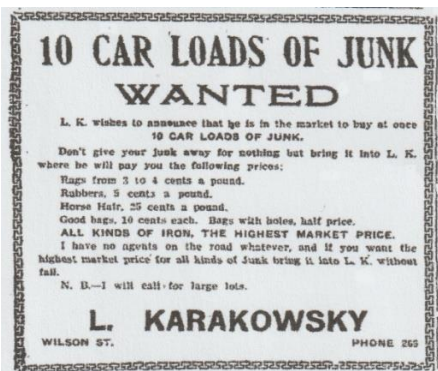 10 CAR LOADS OF JUNK
WANTED
L. K. wishes to announce that he is in the market to buy at once
10 CAR LOADS OF JUNK.
Don't give your junk away for nothing but bring it into L. K.
where he will pay you the following prices:
Rags from 3 to 4 cents a pound.
Rubbers, 5 cents a pound.
Horse Hair, 25 cents a pound.
Good bags, 10 cents each. Bags with holes, half price.
ALL KINDS OF IRON, THE HIGHEST MARKET PRICE.
I have no agents on the road whatever, and if you want the
highest market price for all kinds of Junk bring it into L. K. without
fail.
N. B.—I will call for large lots.
L. KARAKOWSKY
WILSON ST. PHONE 265